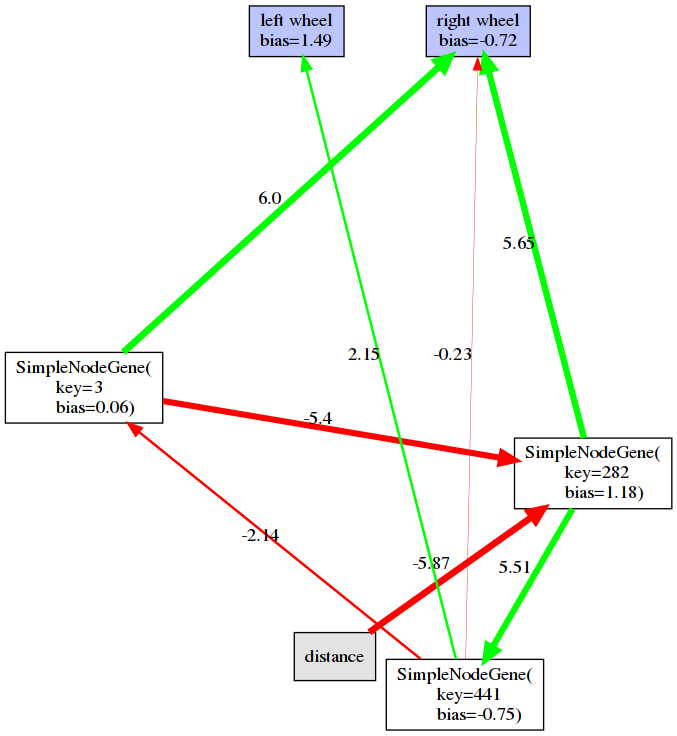 left wheel
bias=1.49
right wheel
bias=-0.72
6.0
5.65
2.15
-0.23
SimpleNodeGene(
key=3
bias=0.06)
-5.4
SimpleNodeGene(
key=282
bias=1.18)
-2.14
-5.87
5.51
distance
SimpleNodeGene(
key=441
bias=-0.75)